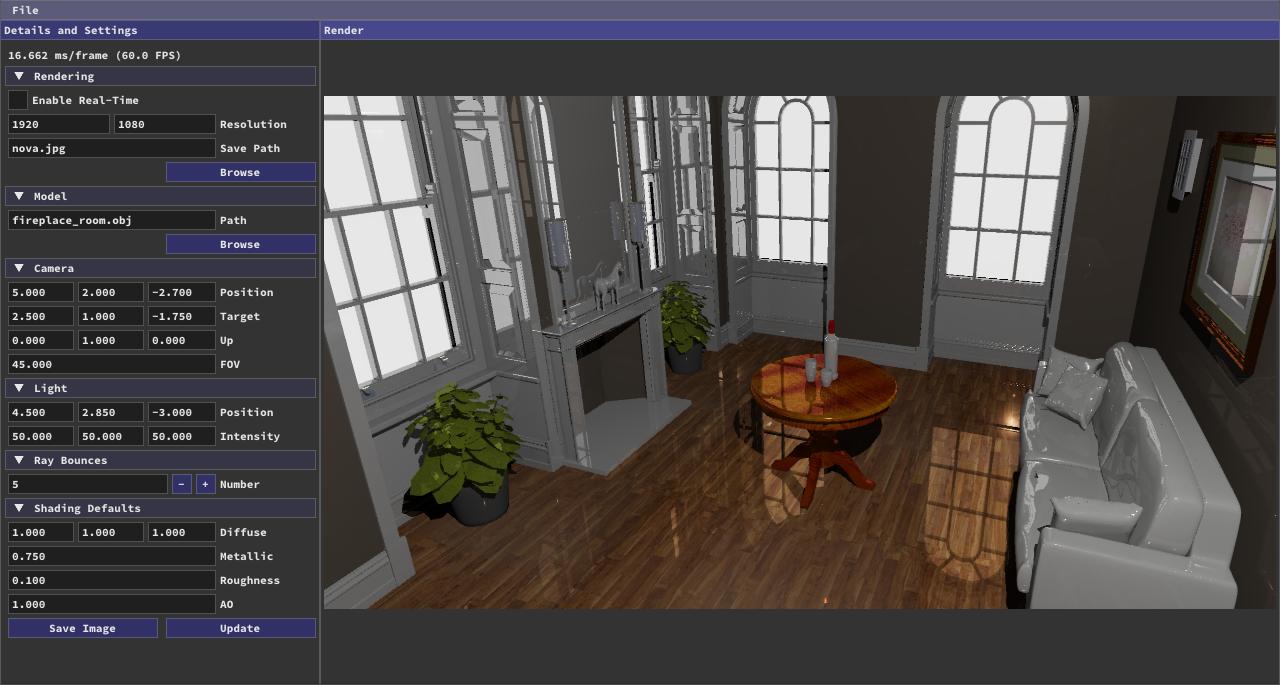 File
Details and Settings
Render
16.662 ms/frame (60.0 FPS)
Rendering
Enable Real-Time
1920 1080 Resolution
nova.jpg Save Path
Browse
Model
fireplace_room.obj Path
Browse
Camera
5.000 2.000 -2.700 Position
2.500 1.000 -1.750 Target
0.000 1.000 0.000 Up
45.000 FOV
Light
4.500 2.850 -3.000 Position
50.000 50.000 50.000 Intensity
Ray Bounces
5 - + Number
Shading Defaults
1.000 1.000 1.000 Diffuse
0.750 Metallic
0.100 Roughness
1.000 AO
Save Image Update